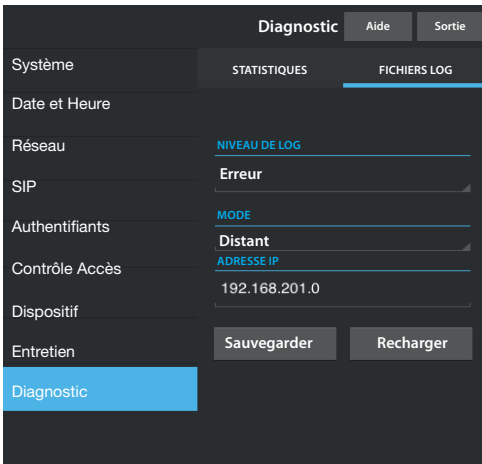 Diagnostic Aide Sortie
Système
Date et Heure
Réseau
SIP
Authentifiants
Contrôle Accès
Dispositif
Entretien
Diagnostic
STATISTIQUES FICHIERS LOG
NIVEAU DE LOG
Erreur
MODE
Distant
ADRESSE IP
192.168.201.0
Sauvegarder Recharger